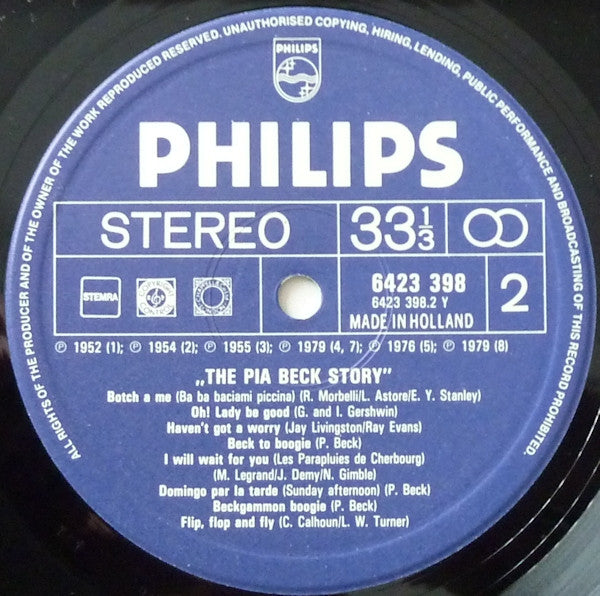 ALL RIGHTS OF THE PRODUCER AND OF THE OWNER OF THE WORK REPRODUCED RESERVED. UNAUTHORISED COPYING, HIRING, LENDING, PUBLIC PERFORMANCE AND BROADCASTING OF THIS RECORD PROHIBITED.
PHILIPS
PHILIPS
STEREO 33 1/3
STEMRA
6423 398
6423 398.2 Y
MADE IN HOLLAND
2
℗ 1952 (1); ℗ 1954 (2); ℗ 1955 (3); ℗ 1979 (4, 7); ℗ 1976 (5); ℗ 1979 (8)
„THE PIA BECK STORY"
Botch a me (Ba ba baciami piccina) (R. Morbelli/L. Astore/E. Y. Stanley)
Oh! Lady be good (G. and I. Gershwin)
Haven't got a worry (Jay Livingston/Ray Evans)
Beck to boogie (P. Beck)
I will wait for you (Les Parapluies de Cherbourg)
(M. Legrand/J. Demy/N. Gimble)
Domingo par la tarde (Sunday afternoon) (P. Beck)
Beckgammon boogie (P. Beck)
Flip, flop and fly (C. Calhoun/L. W. Turner)